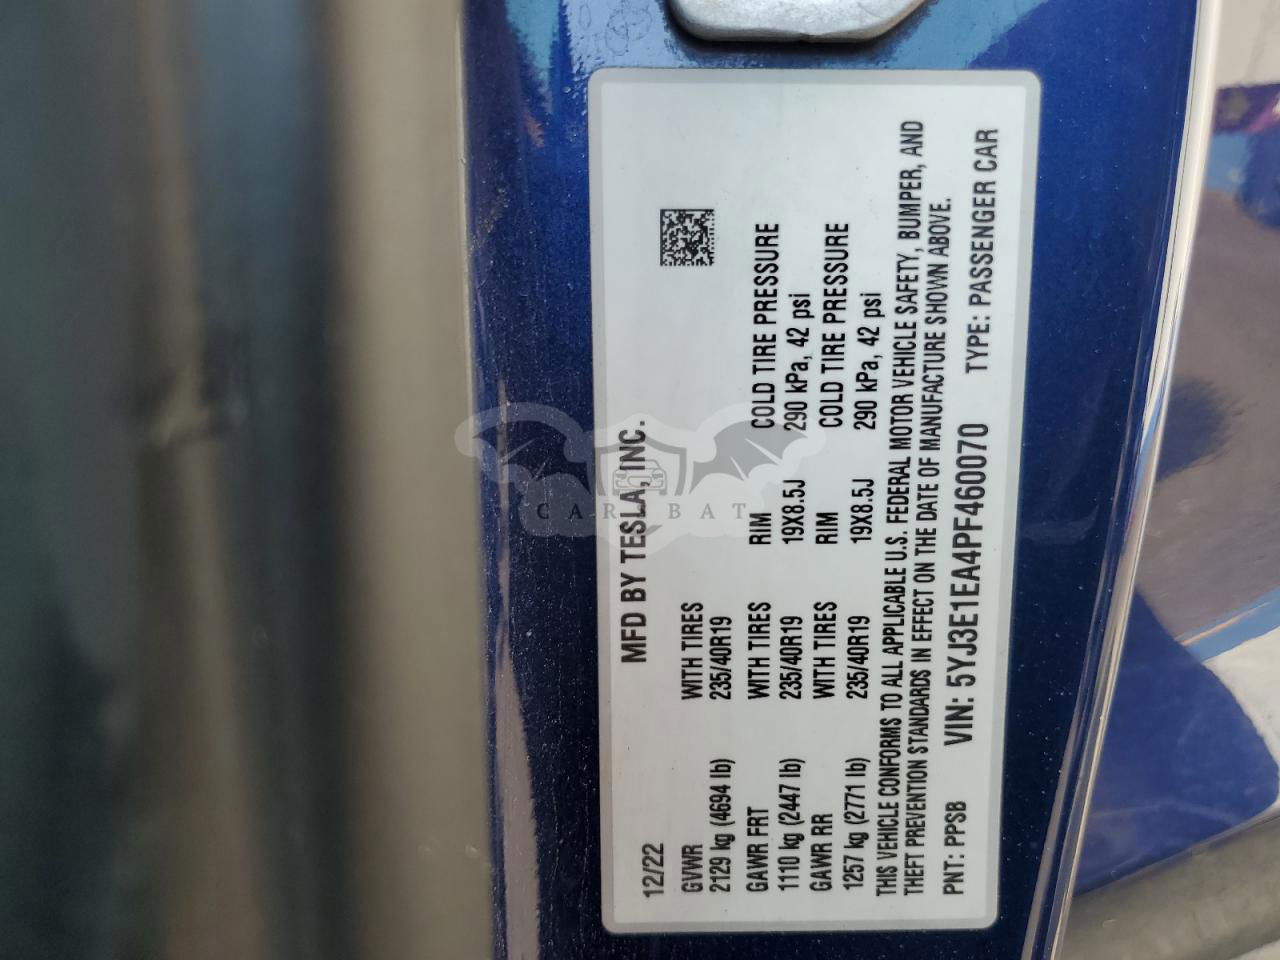 12/22 MFD BY TESLA, INC.
GVWR WITH TIRES
2129 kg (4694 lb) 235/40R19
GAWR FRT WITH TIRES RIM COLD TIRE PRESSURE
1110 kg (2447 lb) 235/40R19 19X8.5J 290 kPa, 42 psi
GAWR RR WITH TIRES RIM COLD TIRE PRESSURE
1257 kg (2771 lb) 235/40R19 19X8.5J 290 kPa, 42 psi
THIS VEHICLE CONFORMS TO ALL APPLICABLE U.S. FEDERAL MOTOR VEHICLE SAFETY, BUMPER, AND
THEFT PREVENTION STANDARDS IN EFFECT ON THE DATE OF MANUFACTURE SHOWN ABOVE.
PNT: PPSB VIN: 5YJ3E1EA4PF460070 TYPE: PASSENGER CAR
CARSBAT